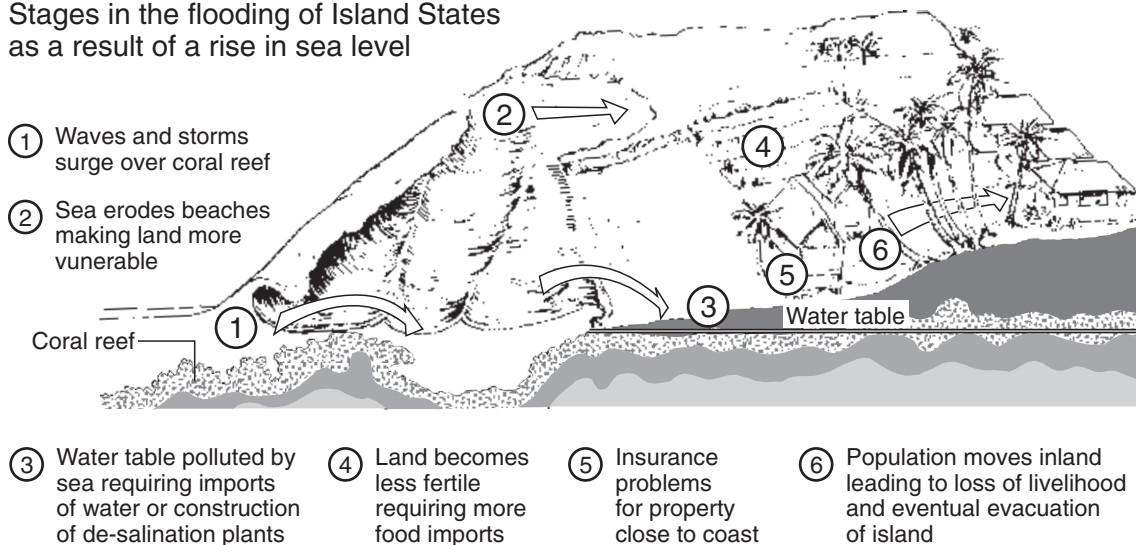 Stages in the flooding of Island States
as a result of a rise in sea level
1 Waves and storms
surge over coral reef
2 Sea erodes beaches
making land more
vunerable
2
4
6
5
3
Water table
1
Coral reef
3 Water table polluted by
sea requiring imports
of water or construction
of de-salination plants
4 Land becomes
less fertile
requiring more
food imports
5 Insurance
problems
for property
close to coast
6 Population moves inland
leading to loss of livelihood
and eventual evacuation
of island